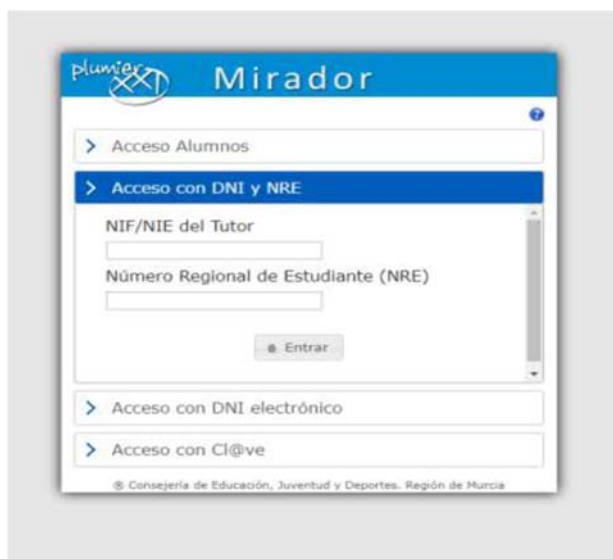 plumier XXI Mirador
?
Acceso Alumnos
Acceso con DNI y NRE
NIF/NIE del Tutor
Número Regional de Estudiante (NRE)
Entrar
Acceso con DNI electrónico
Acceso con Cl@ve
® Consejería de Educación, Juventud y Deportes. Región de Murcia